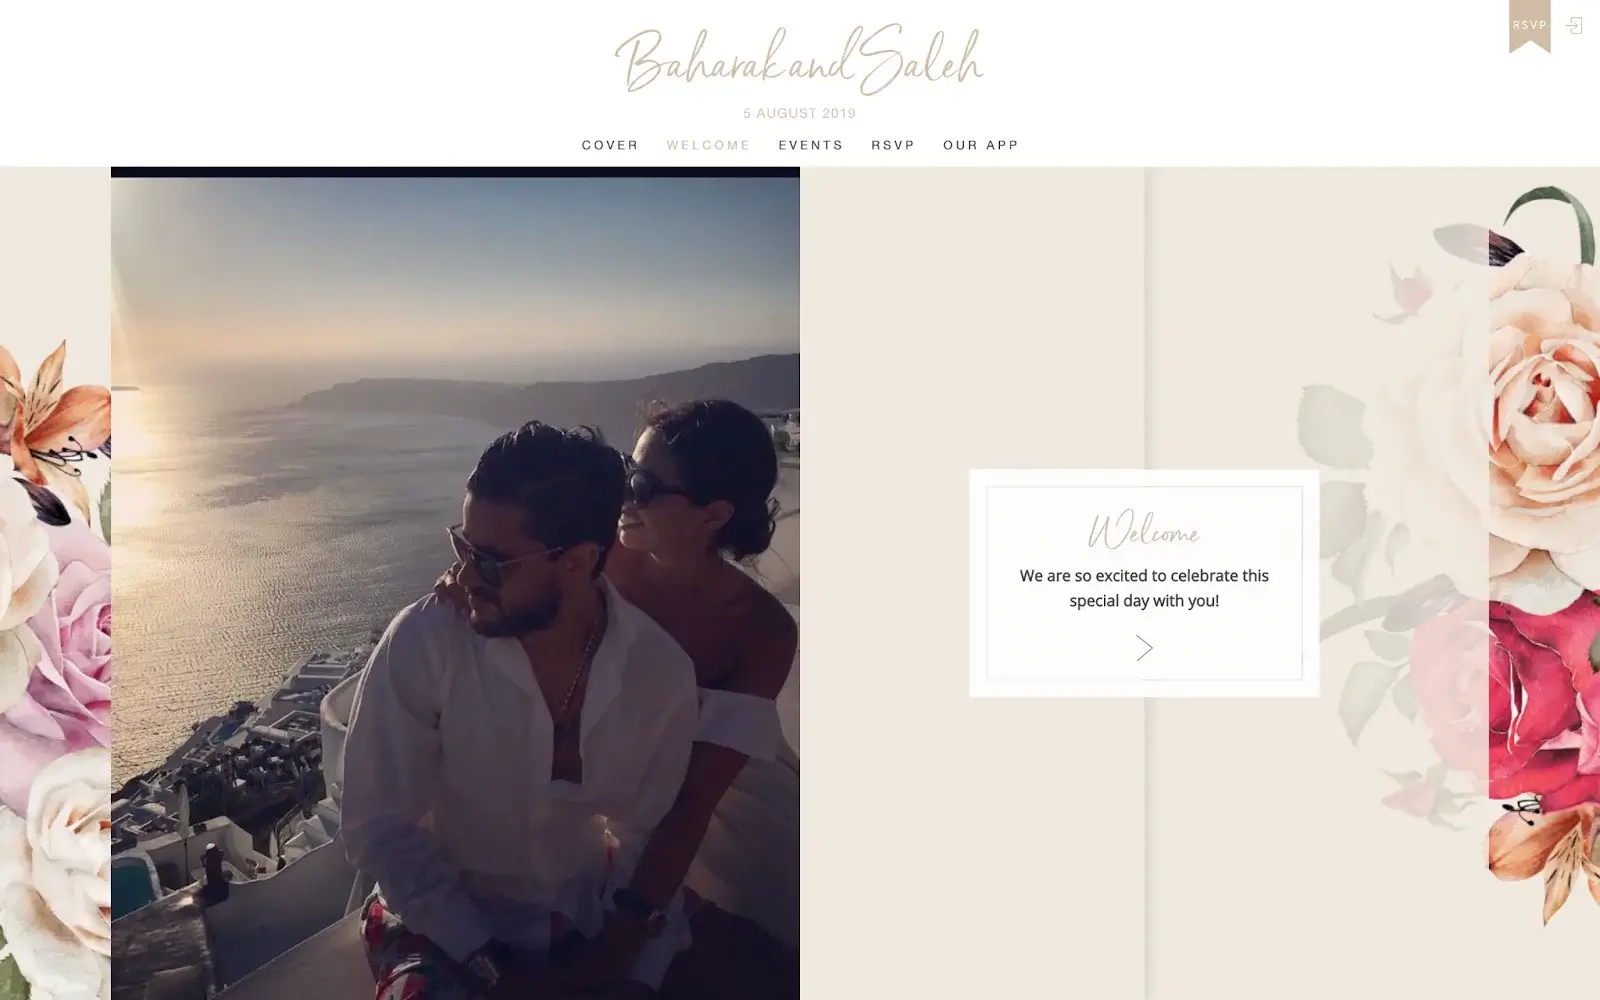 Baharak and Saleh
RSVP
5 AUGUST 2019
COVER WELCOME EVENTS RSVP OUR APP
Welcome
We are so excited to celebrate this
special day with you!